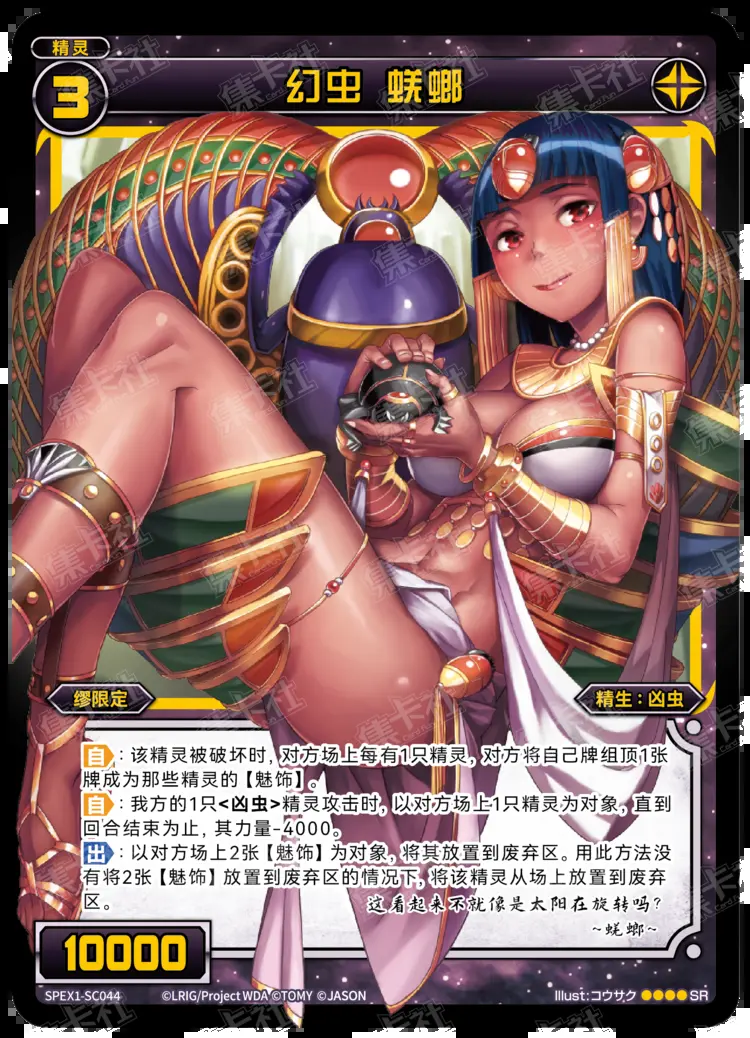 精灵
3
幻虫 蜣螂
缪限定
精生：凶虫
自：该精灵被破坏时，对方场上每有1只精灵，对方将自己牌组顶1张
牌成为那些精灵的【魅饰】。
自：我方的1只<凶虫>精灵攻击时，以对方场上1只精灵为对象，直到
回合结束为止，其力量-4000。
出：以对方场上2张【魅饰】为对象，将其放置到废弃区。用此方法没
有将2张【魅饰】放置到废弃区的情况下，将该精灵从场上放置到废弃
区。
这看起来不就像是太阳在旋转吗？
~蜣螂~
10000
SPEX1-SC044 ©LRIG/Project WDA ©TOMY ©JASON Illust:コウサク SR
集卡社